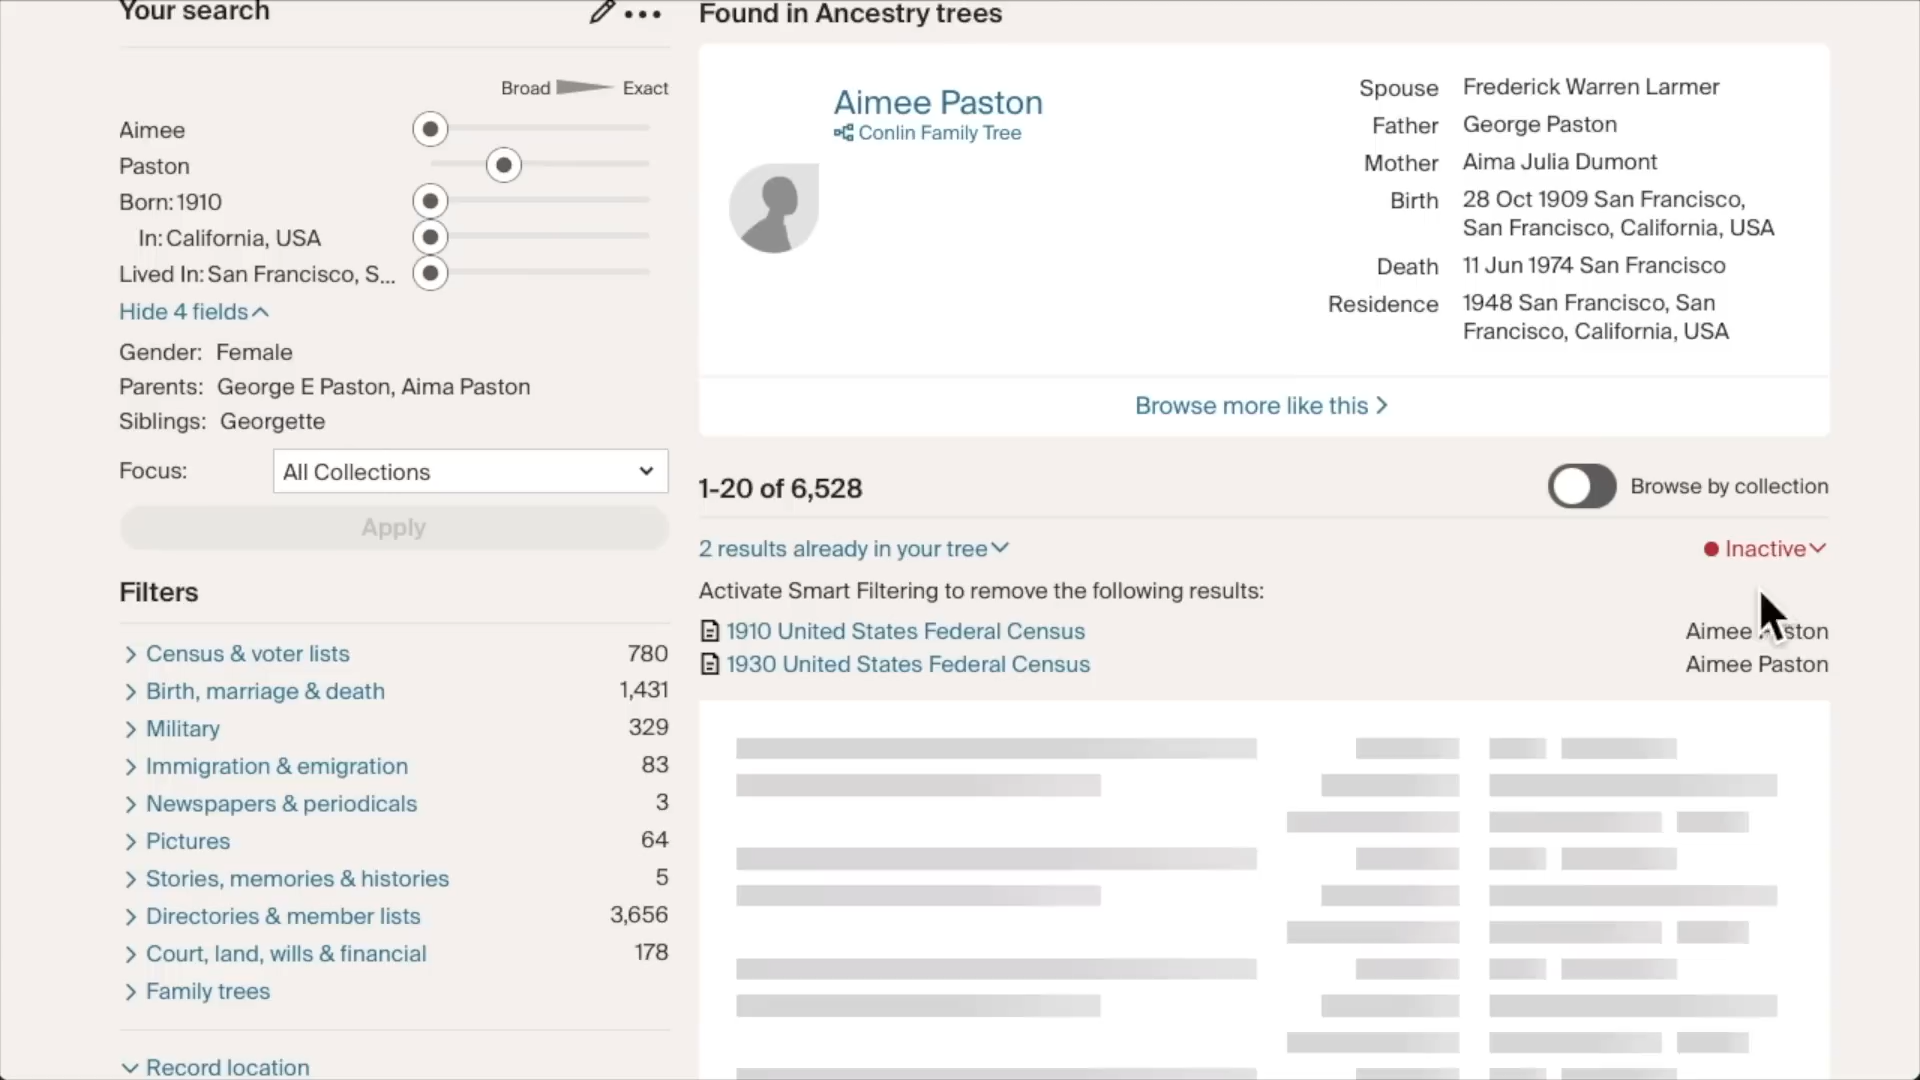 Your search
Broad Exact
Aimee
Paston
Born: 1910
In: California, USA
Lived In: San Francisco, S...
Hide 4 fields
Gender: Female
Parents: George E Paston, Aima Paston
Siblings: Georgette
Focus: All Collections
Apply
Filters
Census & voter lists 780
Birth, marriage & death 1,431
Military 329
Immigration & emigration 83
Newspapers & periodicals 3
Pictures 64
Stories, memories & histories 5
Directories & member lists 3,656
Court, land, wills & financial 178
Family trees
Record location
Found in Ancestry trees
Aimee Paston
Conlin Family Tree
Spouse Frederick Warren Larmer
Father George Paston
Mother Aima Julia Dumont
Birth 28 Oct 1909 San Francisco,
San Francisco, California, USA
Death 11 Jun 1974 San Francisco
Residence 1948 San Francisco, San
Francisco, California, USA
Browse more like this
1-20 of 6,528
Browse by collection
2 results already in your tree
Inactive
Activate Smart Filtering to remove the following results:
1910 United States Federal Census Aimee
1930 United States Federal Census Aimee Paston